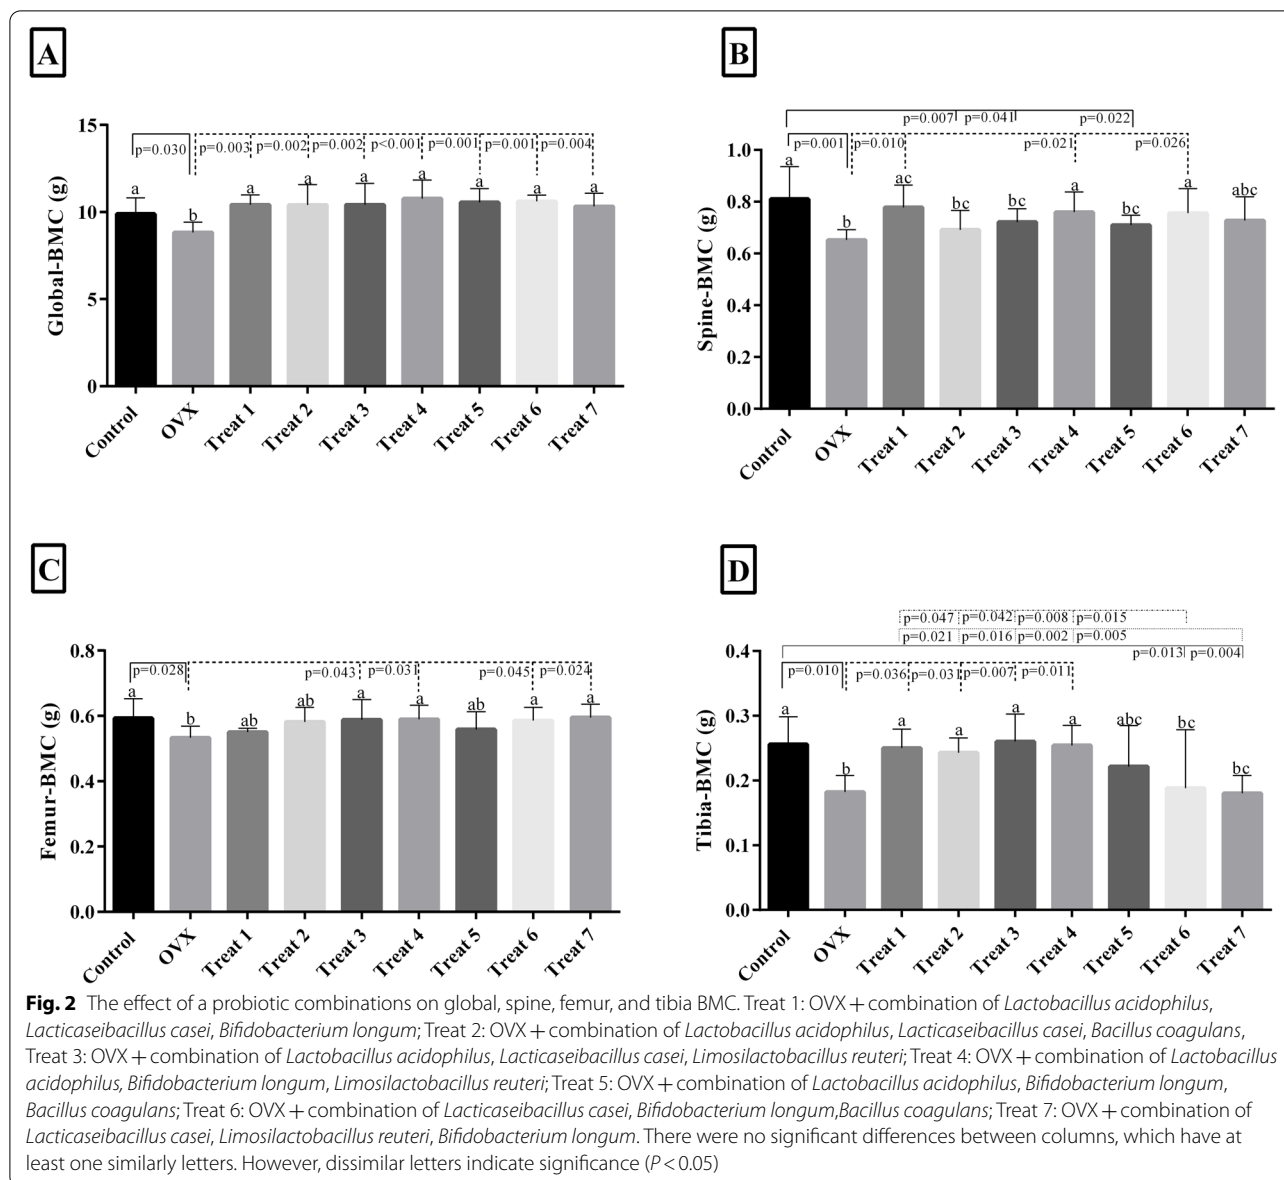 A
15
10
5
0
Global-BMC (g)
p=0.030
p=0.003
p=0.002
p=0.002
p<0.001
p=0.001
p=0.001
p=0.004
a
b
a
a
a
a
a
a
a
Control
OVX
Treat 1
Treat 2
Treat 3
Treat 4
Treat 5
Treat 6
Treat 7
B
1.0
0.8
0.6
0.4
0.2
0.0
Spine-BMC (g)
p=0.007
p=0.041
p=0.022
p=0.001
p=0.010
p=0.021
p=0.026
a
b
ac
bc
bc
a
bc
a
abc
Control
OVX
Treat 1
Treat 2
Treat 3
Treat 4
Treat 5
Treat 6
Treat 7
C
0.8
0.6
0.4
0.2
0.0
Femur-BMC (g)
p=0.028
p=0.043
p=0.031
p=0.045
p=0.024
a
b
ab
ab
a
a
ab
a
a
Control
OVX
Treat 1
Treat 2
Treat 3
Treat 4
Treat 5
Treat 6
Treat 7
D
0.4
0.3
0.2
0.1
0.0
Tibia-BMC (g)
p=0.047
p=0.042
p=0.008
p=0.015
p=0.021
p=0.016
p=0.002
p=0.005
p=0.013
p=0.004
p=0.010
p=0.036
p=0.031
p=0.007
p=0.011
a
b
a
a
a
a
abc
bc
bc
Control
OVX
Treat 1
Treat 2
Treat 3
Treat 4
Treat 5
Treat 6
Treat 7
Fig. 2 The effect of a probiotic combinations on global, spine, femur, and tibia BMC. Treat 1: OVX + combination of Lactobacillus acidophilus,
Lacticaseibacillus casei, Bifidobacterium longum; Treat 2: OVX + combination of Lactobacillus acidophilus, Lacticaseibacillus casei, Bacillus coagulans,
Treat 3: OVX + combination of Lactobacillus acidophilus, Lacticaseibacillus casei, Limosilactobacillus reuteri; Treat 4: OVX + combination of Lactobacillus
acidophilus, Bifidobacterium longum, Limosilactobacillus reuteri; Treat 5: OVX + combination of Lactobacillus acidophilus, Bifidobacterium longum,
Bacillus coagulans; Treat 6: OVX + combination of Lacticaseibacillus casei, Bifidobacterium longum,Bacillus coagulans; Treat 7: OVX + combination of
Lacticaseibacillus casei, Limosilactobacillus reuteri, Bifidobacterium longum. There were no significant differences between columns, which have at
least one similarly letters. However, dissimilar letters indicate significance (P < 0.05)